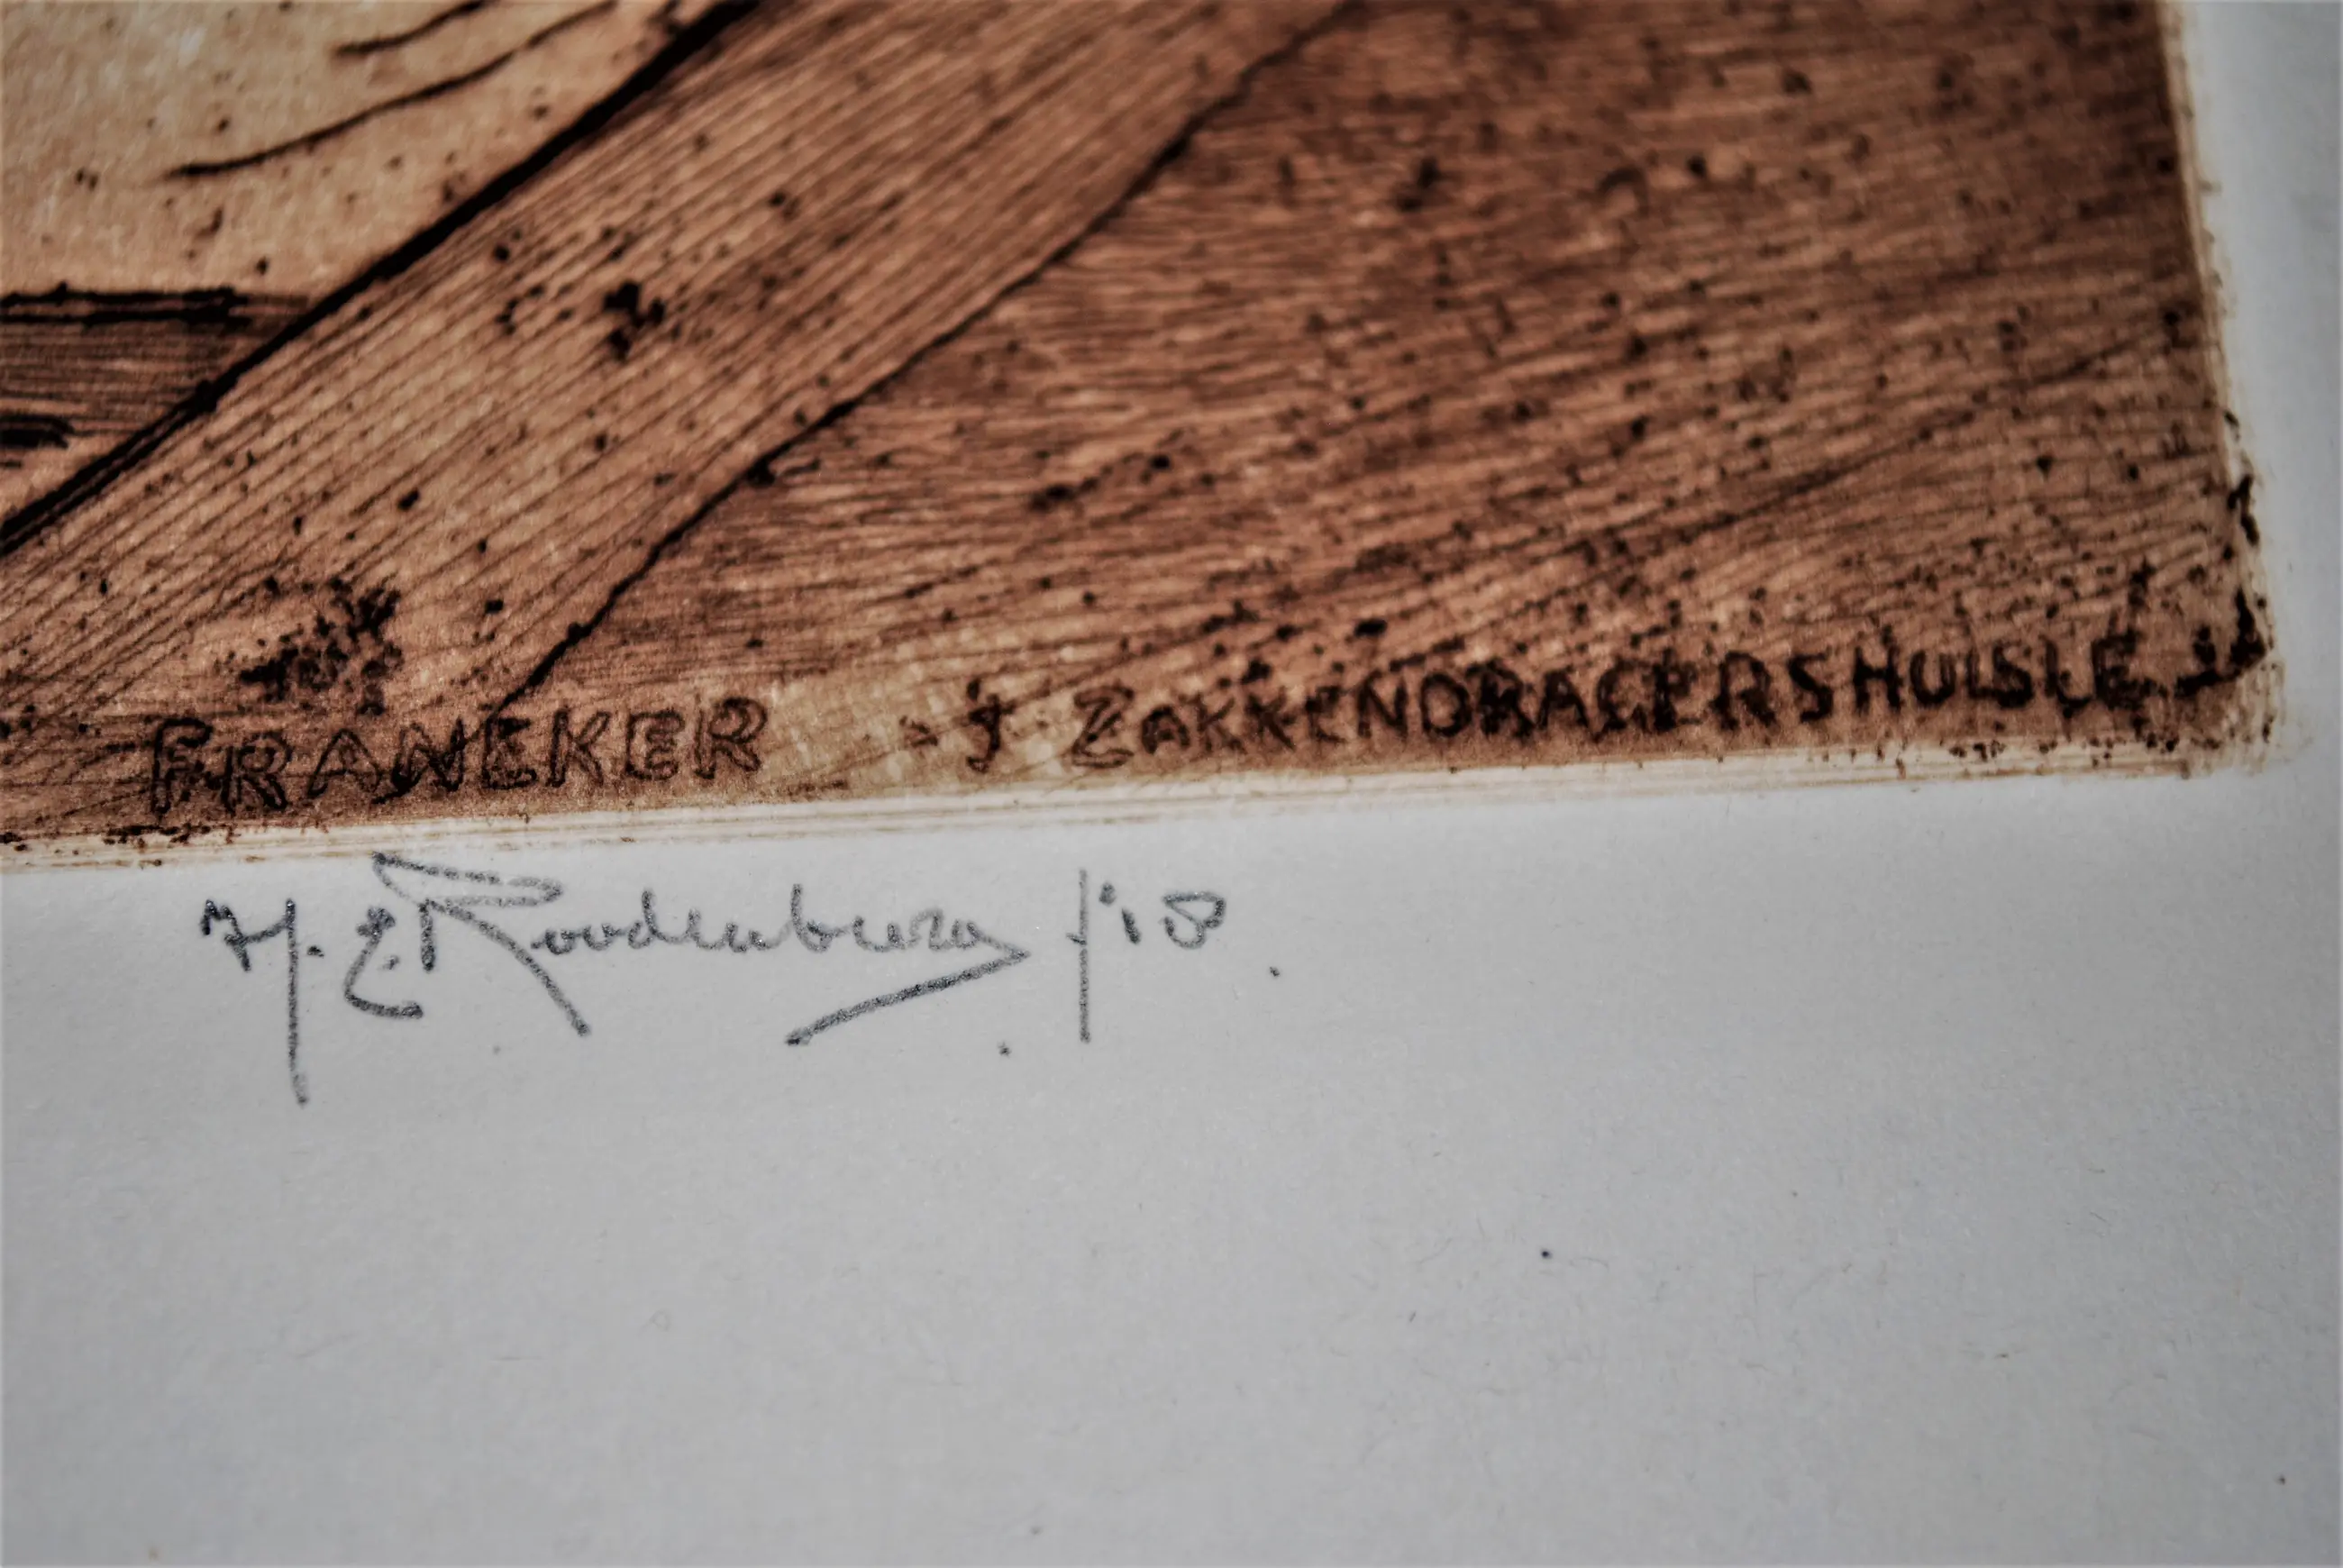 FRANEKER - 't ZAKKENDRAGERSHUISJE
H. E. Roodenburg f' 18.